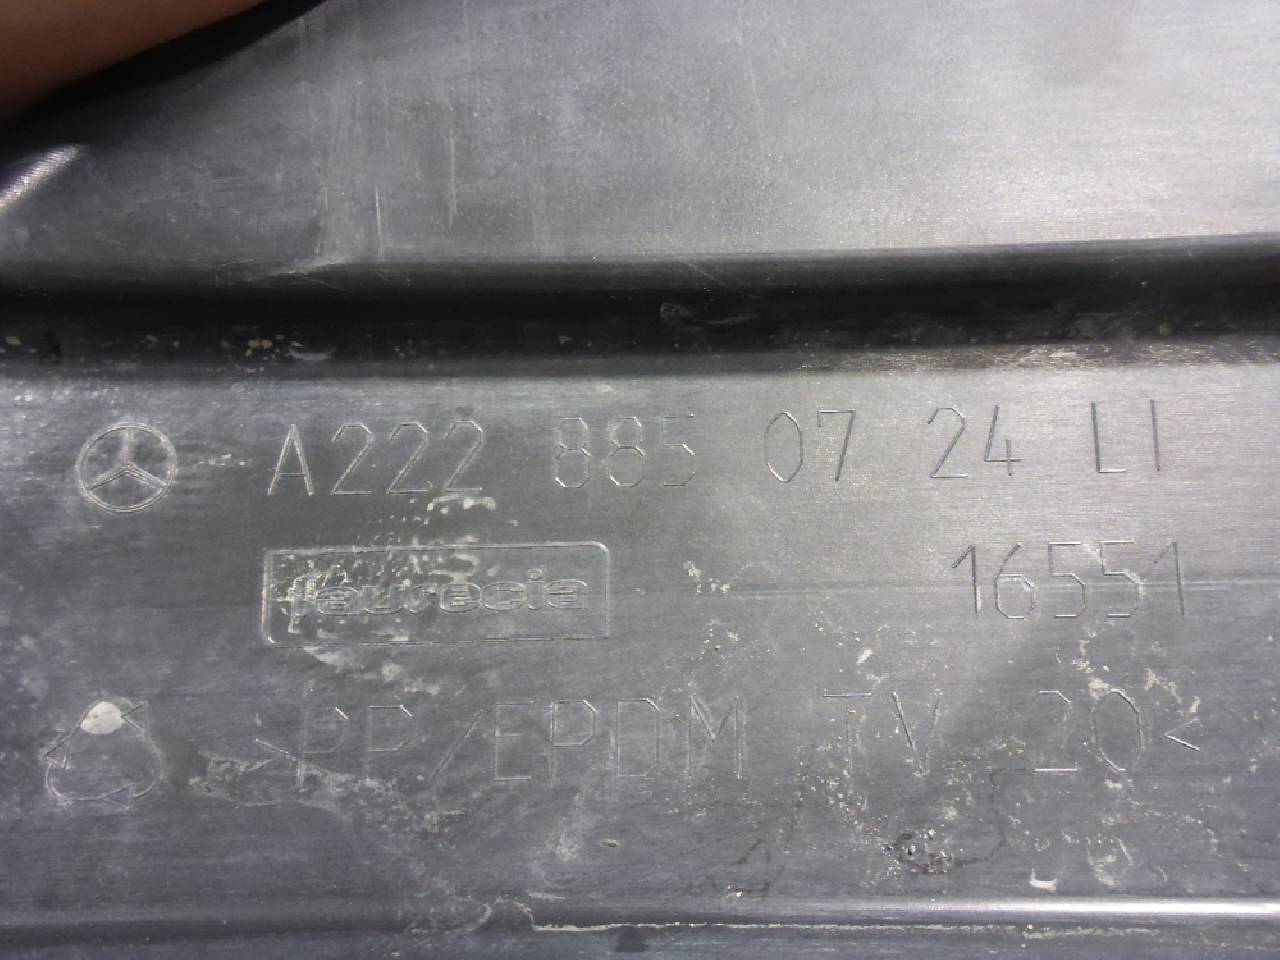 A222 885 07 24 LI
faurecia
16551
>PP/EPDM TV 20<